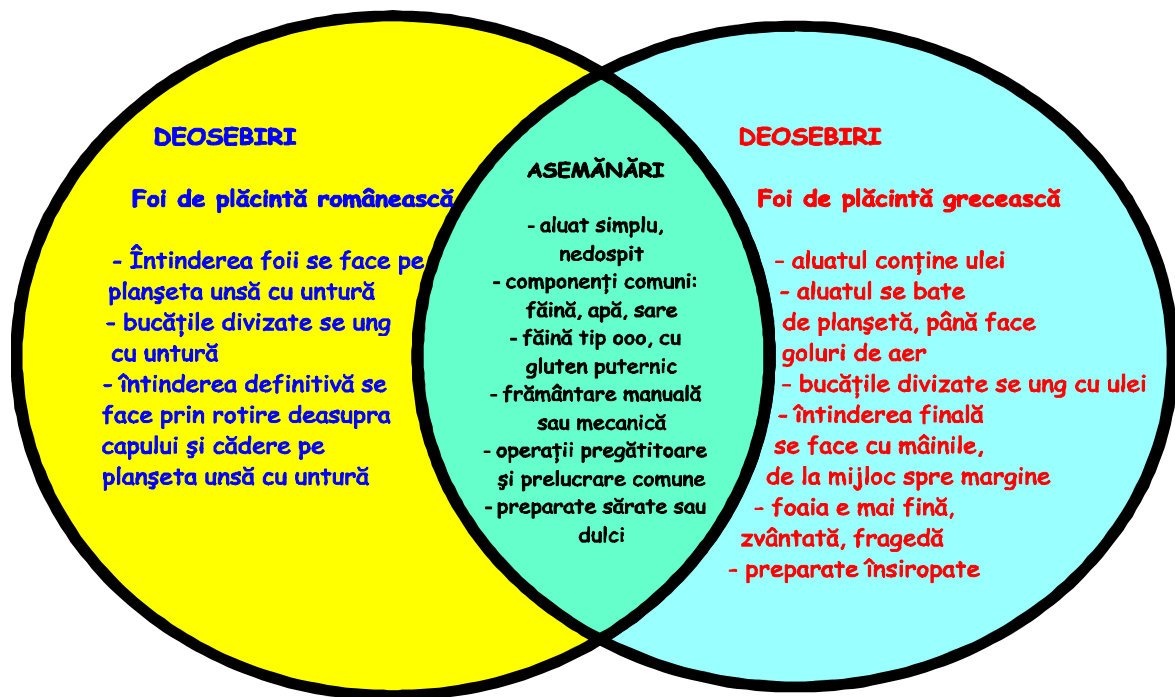 DEOSEBIRI
Foi de plăcintă românească
- Întinderea foii se face pe
planşeta unsă cu untură
- bucăţile divizate se ung
cu untură
- întinderea definitivă se
face prin rotire deasupra
capului şi cădere pe
planşeta unsă cu untură
ASEMĂNĂRI
- aluat simplu,
nedospit
- componenţi comuni:
făină, apă, sare
- făină tip ooo, cu
gluten puternic
- frământare manuală
sau mecanică
- operaţii pregătitoare
şi prelucrare comune
- preparate sărate sau
dulci
DEOSEBIRI
Foi de plăcintă grecească
- aluatul conţine ulei
- aluatul se bate
de planşetă, până face
goluri de aer
- bucăţile divizate se ung cu ulei
- întinderea finală
se face cu mâinile,
de la mijloc spre margine
- foaia e mai fină,
zvântată, fragedă
- preparate însiropate